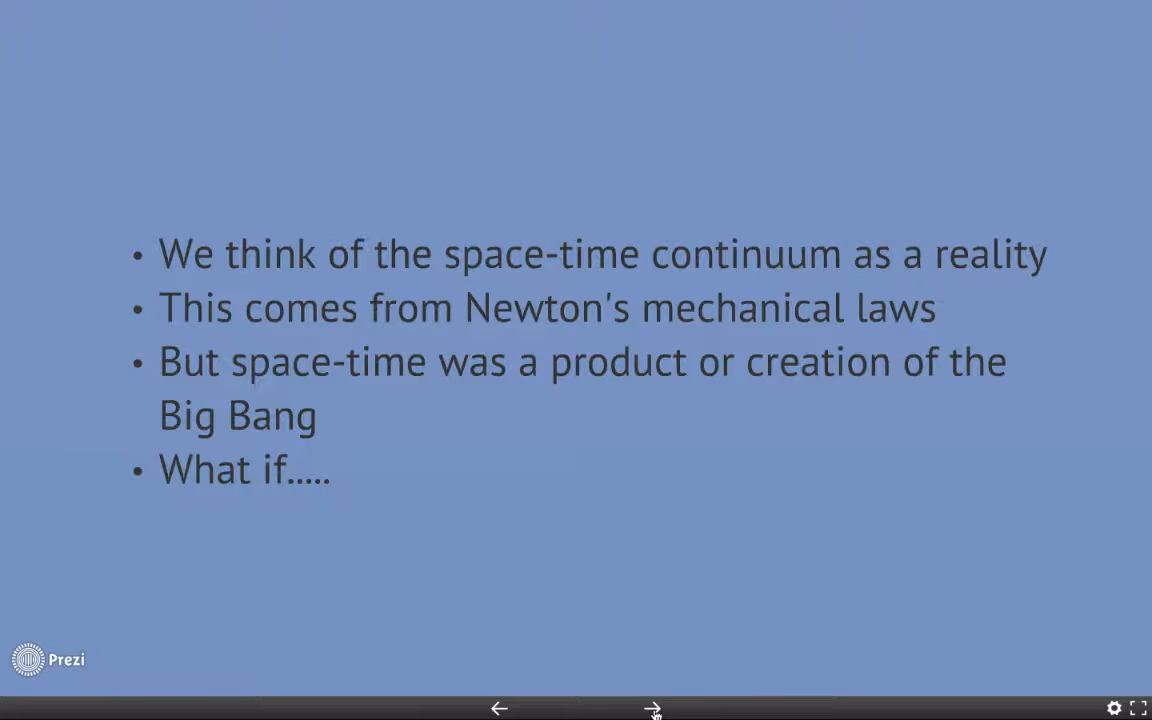 • We think of the space-time continuum as a reality
• This comes from Newton's mechanical laws
• But space-time was a product or creation of the
Big Bang
• What if.....
Prezi